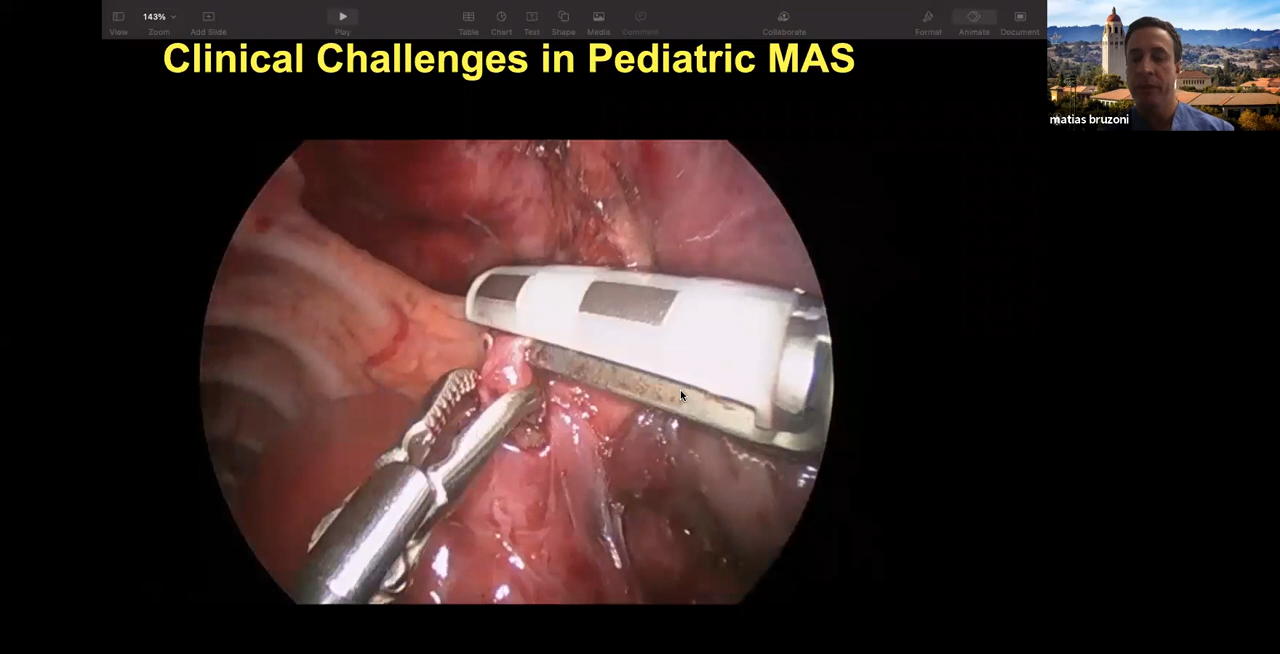 143%
View
Zoom
Add Slide
Play
Table
Chart
Text
Shape
Media
Comment
Collaborate
Format
Animate
Document
Clinical Challenges in Pediatric MAS
matias bruzoni